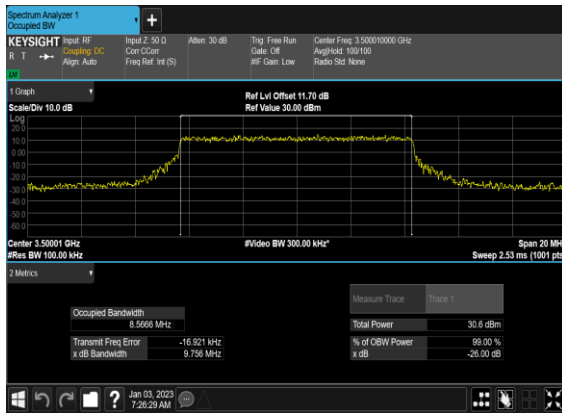 Spectrum Analyzer 1
Occupied BW
+
KEYSIGHT Input: RF Input Z: 50 Ω Atten: 30 dB Trig: Free Run Center Freq: 3.500010000 GHz
R T Coupling: DC Corr CCorr Gate: Off Avg|Hold: 100/100
Align: Auto Freq Ref: Int (S) #IF Gain: Low Radio Std: None
LXI
1 Graph Ref Lvl Offset 11.70 dB
Scale/Div 10.0 dB Ref Value 30.00 dBm
Log
20.0
10.0
0.00
-10.0
-20.0
-30.0
-40.0
-50.0
-60.0
Center 3.50001 GHz #Video BW 300.00 kHz* Span 20 MH
#Res BW 100.00 kHz Sweep 2.53 ms (1001 pts
2 Metrics
Measure Trace Trace 1
Occupied Bandwidth
8.5666 MHz Total Power 30.6 dBm
Transmit Freq Error -16.921 kHz % of OBW Power 99.00 %
x dB Bandwidth 9.756 MHz x dB -26.00 dB
? Jan 03, 2023
7:26:29 AM